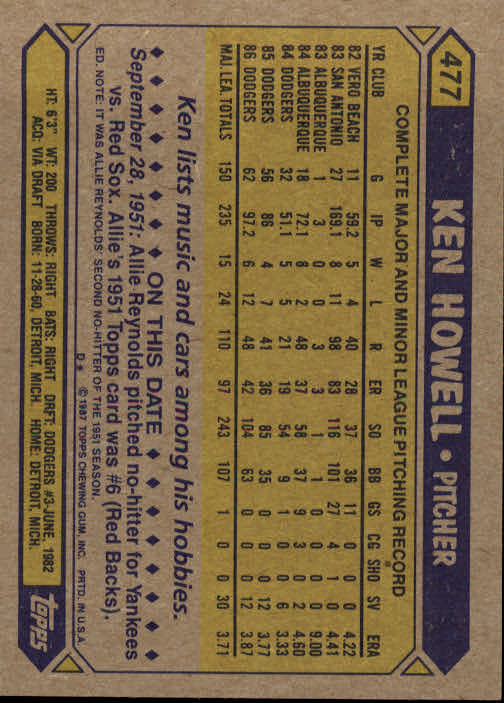 477 KEN HOWELL • PITCHER
COMPLETE MAJOR AND MINOR LEAGUE PITCHING RECORD
YR CLUB G IP W L R ER SO BB GS CG SHO SV ERA
82 VERO BEACH 11 59.2 5 4 40 28 37 36 11 0 0 0 4.22
83 SAN ANTONIO 27 169.1 8 11 98 83 116 101 27 4 1 0 4.41
83 ALBUQUERQUE 1 3 0 0 3 3 1 1 0 0 0 0 9.00
84 ALBUQUERQUE 18 72.1 8 2 48 37 58 37 9 3 0 2 4.60
84 DODGERS 32 51.1 5 5 21 19 54 9 1 0 0 6 3.33
85 DODGERS 56 86 4 7 41 36 85 35 0 0 0 12 3.77
86 DODGERS 62 97.2 6 12 48 42 104 63 0 0 0 12 3.87
MAJ. LEA. TOTALS 150 235 15 24 110 97 243 107 1 0 0 30 3.71
Ken lists music and cars among his hobbies.
◆ ◆ ◆ ◆ ◆ ON THIS DATE ◆ ◆ ◆ ◆ ◆
September 28, 1951: Allie Reynolds pitched no-hitter for Yankees
vs. Red Sox. Allie's 1951 Topps card was #6 (Red Backs).
ED. NOTE: IT WAS ALLIE REYNOLDS' SECOND NO-HITTER OF THE 1951 SEASON.
D* © 1987 TOPPS CHEWING GUM, INC. PRTD. IN U.S.A.
HT: 6'3" WT: 200 THROWS: RIGHT BATS: RIGHT DRFT: DODGERS #3-JUNE, 1982
ACQ: VIA DRAFT BORN: 11-28-60, DETROIT, MICH. HOME: DETROIT, MICH.
topps